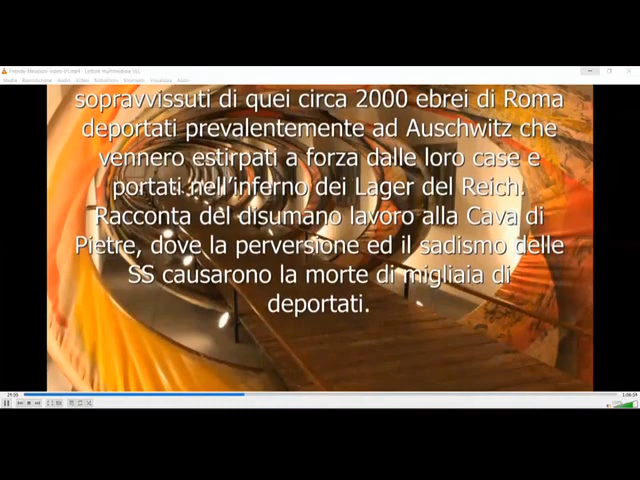 sopravvissuti di quei circa 2000 ebrei di Roma
deportati prevalentemente ad Auschwitz che
vennero estirpati a forza dalle loro case e
portati nell'inferno dei Lager del Reich.
Racconta del disumano lavoro alla Cava di
Pietre, dove la perversione ed il sadismo delle
SS causarono la morte di migliaia di
deportati.